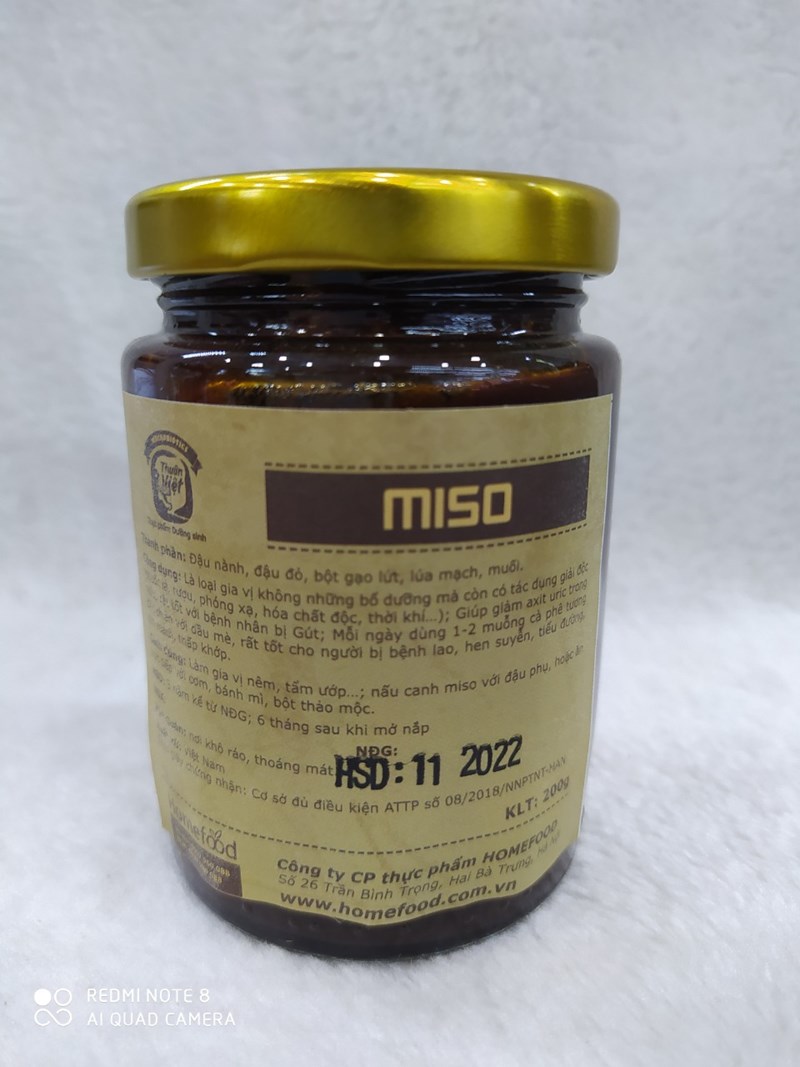 Thuần
Việt
Thực phẩm Dưỡng sinh
MISO
Thành phần: Đậu nành, đậu đỏ, bột gạo lứt, lúa mạch, muối.
Công dụng: Là loại gia vị không những bổ dưỡng mà còn có tác dụng giải độc
rượu, phóng xạ, hóa chất độc, thời khí...); Giúp giảm axit uric trong
tốt với bệnh nhân bị Gút; Mỗi ngày dùng 1-2 muỗng cà phê tương
với dầu mè, rất tốt cho người bị bệnh lao, hen suyễn, tiểu đường,
thấp khớp.
Làm gia vị nêm, tẩm ướp...; nấu canh miso với đậu phụ, hoặc ăn
với cơm, bánh mì, bột thảo mộc.
năm kể từ NĐG; 6 tháng sau khi mở nắp
NĐG:
HSD: 11 2022
nơi khô ráo, thoáng mát.
Việt Nam
chứng nhận: Cơ sở đủ điều kiện ATTP số 08/2018/NNPTNT-HAN
KLT: 200g
Homefood
Công ty CP thực phẩm HOMEFOOD
Số 26 Trần Bình Trọng, Hai Bà Trưng, Hà Nội
www.homefood.com.vn
REDMI NOTE 8
AI QUAD CAMERA